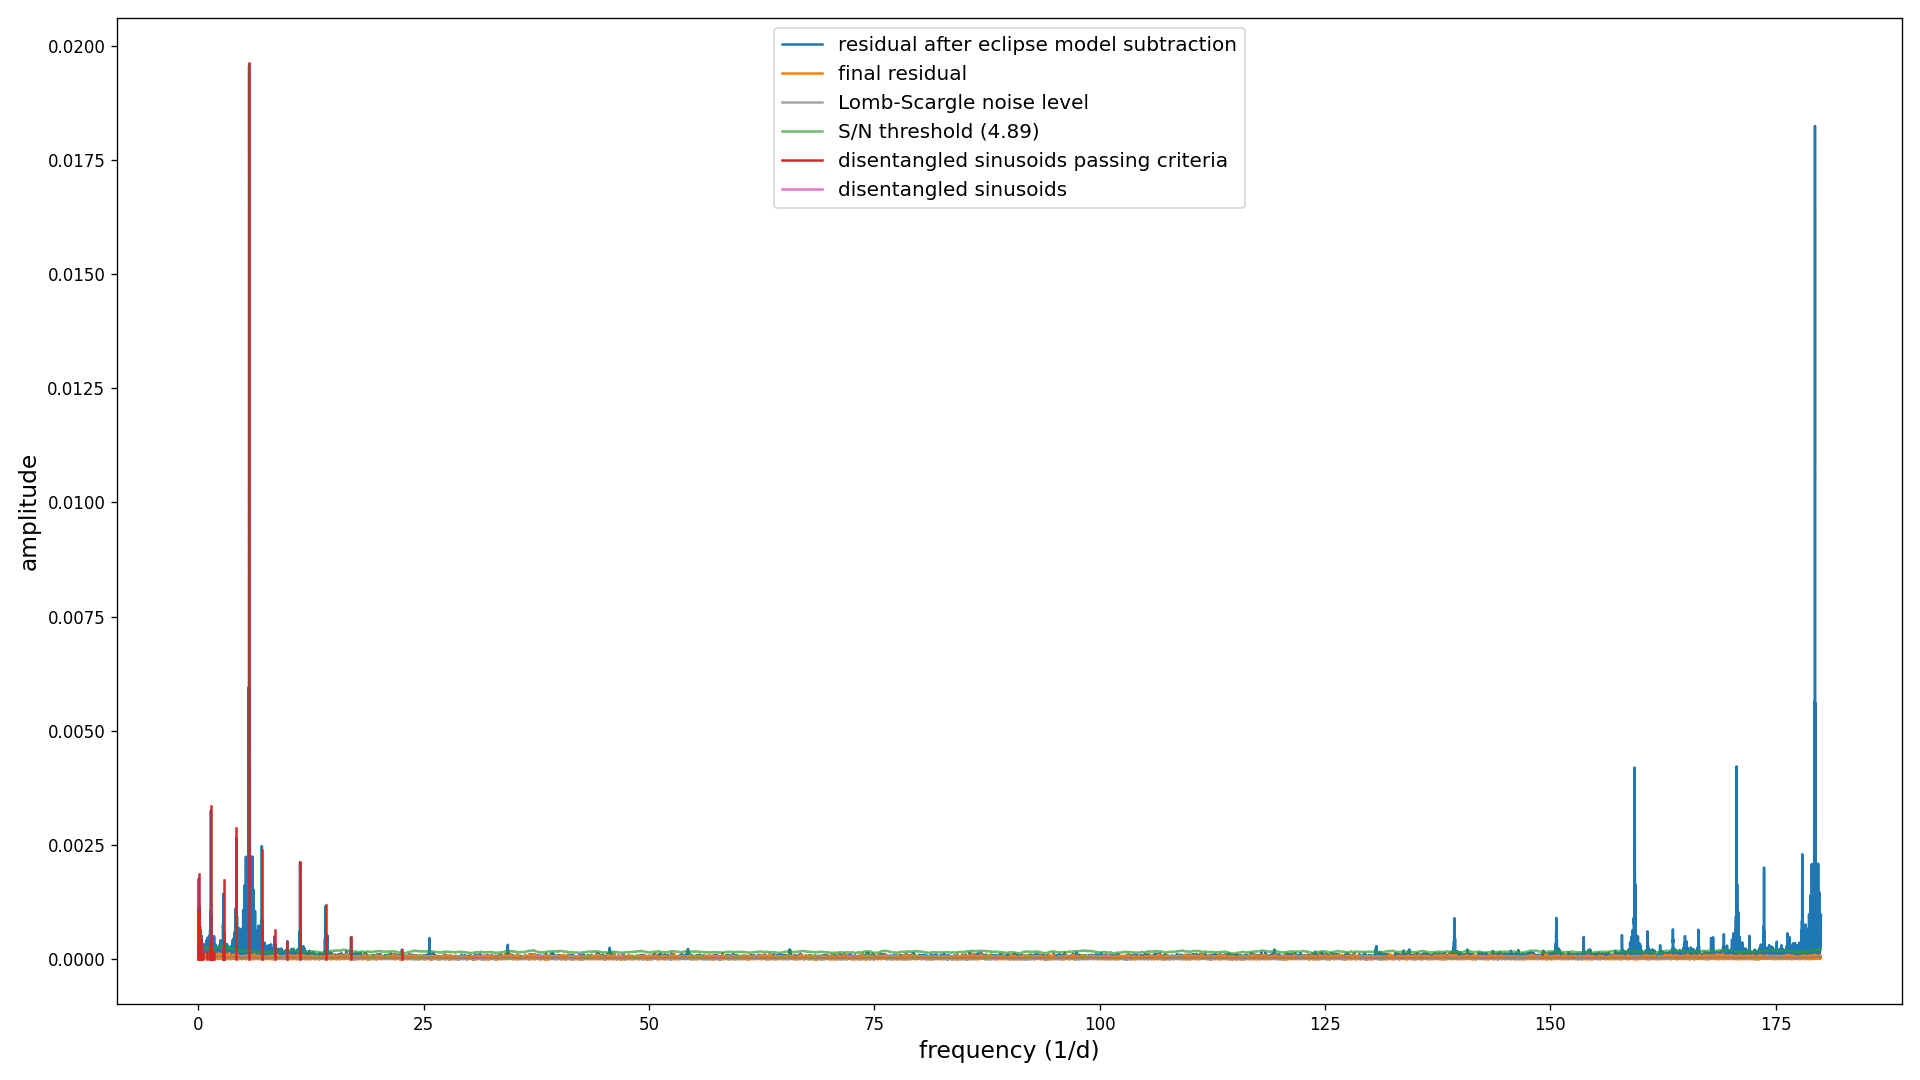 residual after eclipse model subtraction
final residual
Lomb-Scargle noise level
S/N threshold (4.89)
disentangled sinusoids passing criteria
disentangled sinusoids
0.0200
0.0175
0.0150
0.0125
0.0100
0.0075
0.0050
0.0025
0.0000
amplitude
0 25 50 75 100 125 150 175
frequency (1/d)